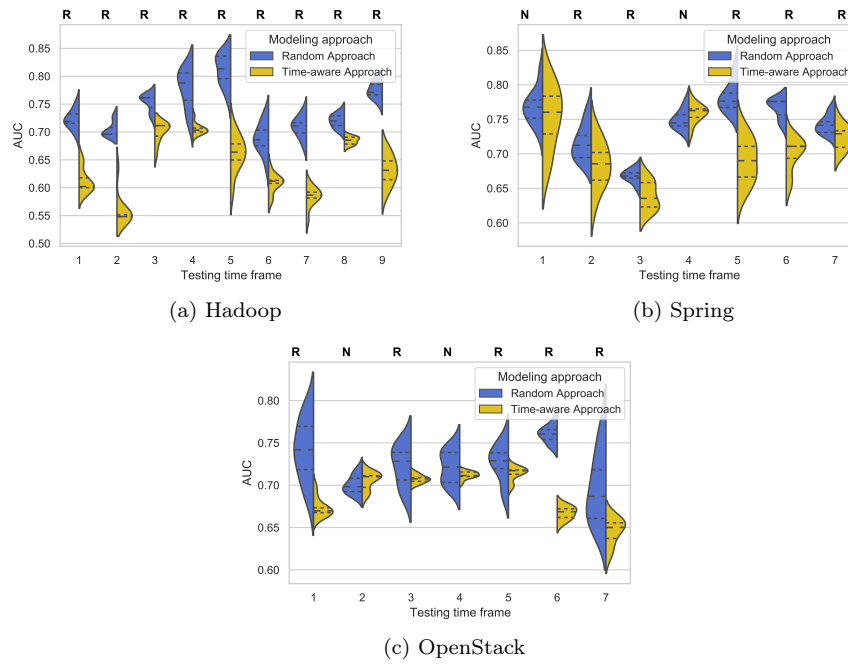 R R R R R R R R R
Modeling approach
Random Approach
Time-aware Approach
0.85
0.80
0.75
0.70
0.65
0.60
0.55
0.50
AUC
1 2 3 4 5 6 7 8 9
Testing time frame
(a) Hadoop
N R R N R R R
Modeling approach
Random Approach
Time-aware Approach
0.85
0.80
0.75
0.70
0.65
0.60
AUC
1 2 3 4 5 6 7
Testing time frame
(b) Spring
R N R N R R R
Modeling approach
Random Approach
Time-aware Approach
0.80
0.75
0.70
0.65
0.60
AUC
1 2 3 4 5 6 7
Testing time frame
(c) OpenStack